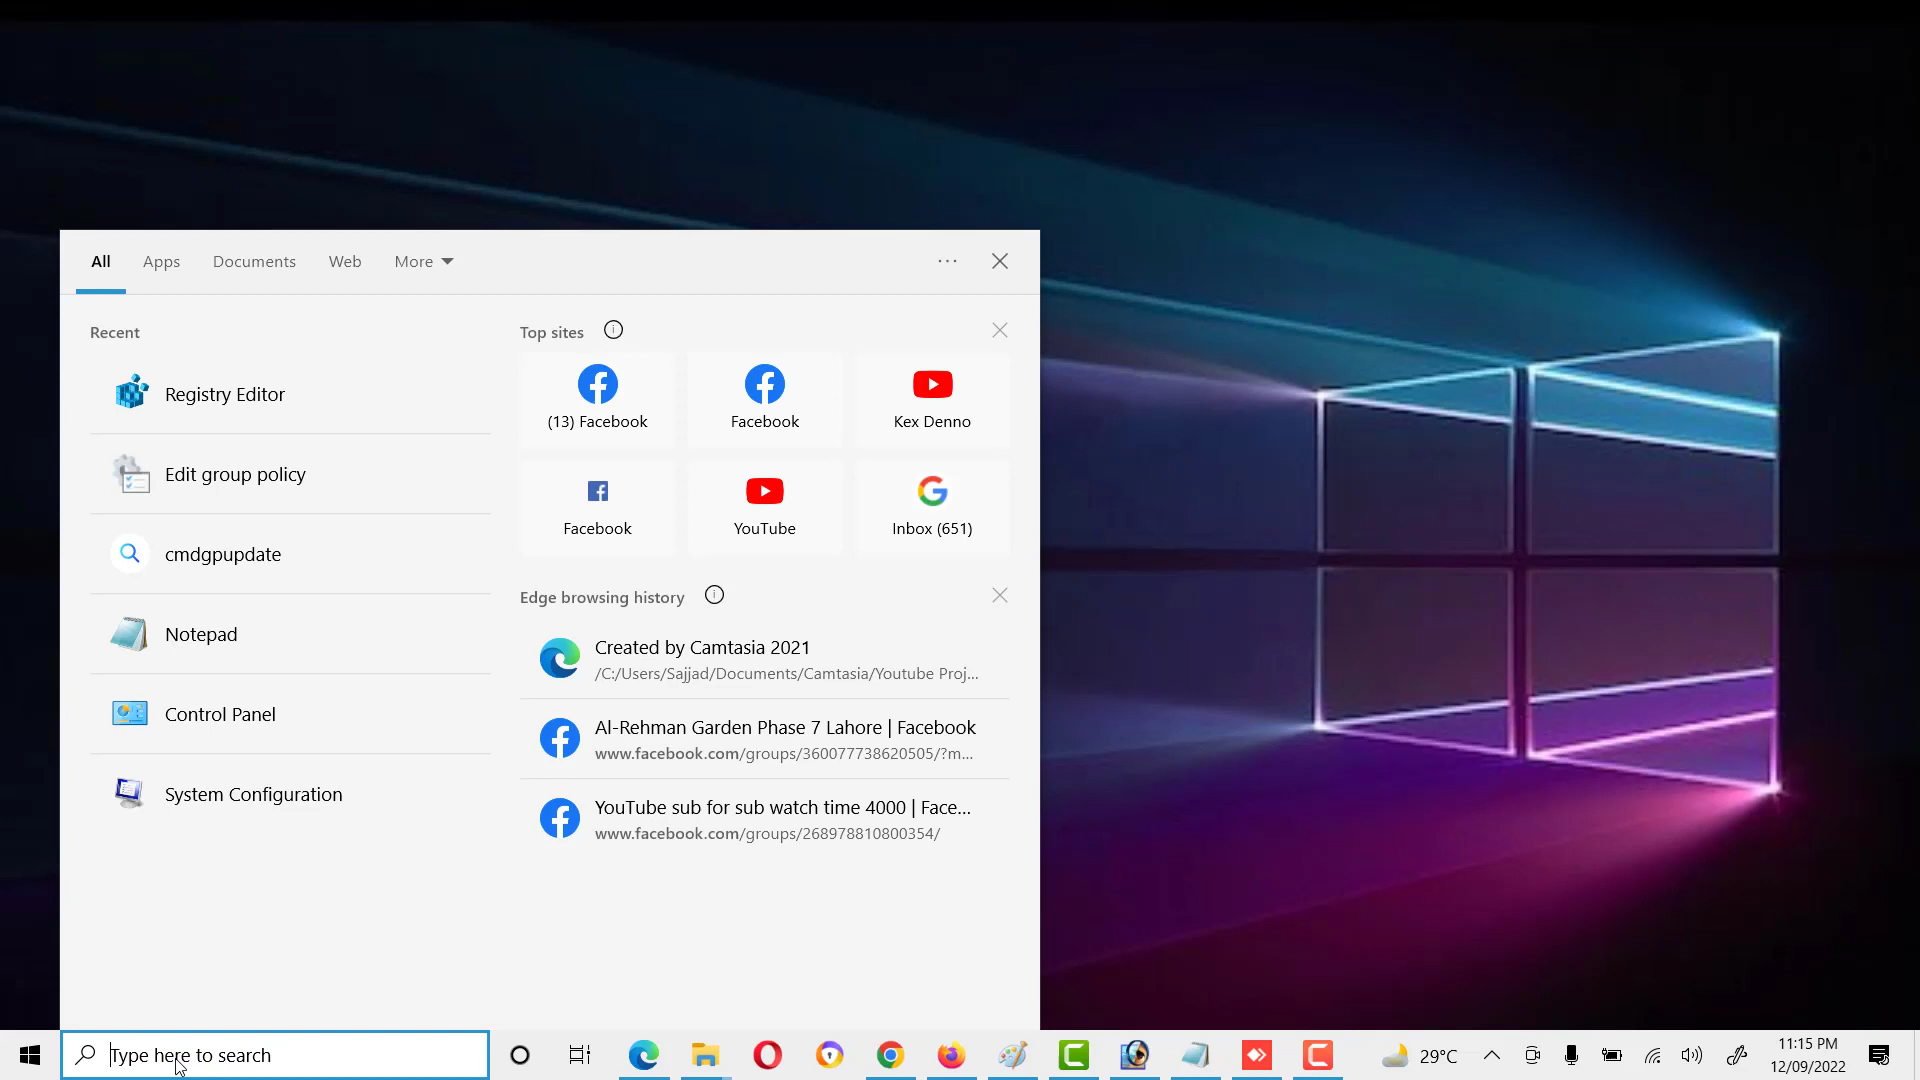 All
Apps
Documents
Web
More
Recent
Registry Editor
Edit group policy
cmdgpupdate
Notepad
Control Panel
System Configuration
Top sites
(13) Facebook
Facebook
Kex Denno
Facebook
YouTube
Inbox (651)
Edge browsing history
Created by Camtasia 2021
/C:/Users/Sajjad/Documents/Camtasia/Youtube Proj...
Al-Rehman Garden Phase 7 Lahore | Facebook
www.facebook.com/groups/360077738620505/?m...
YouTube sub for sub watch time 4000 | Face...
www.facebook.com/groups/268978810800354/
Type here to search
29°C
11:15 PM
12/09/2022